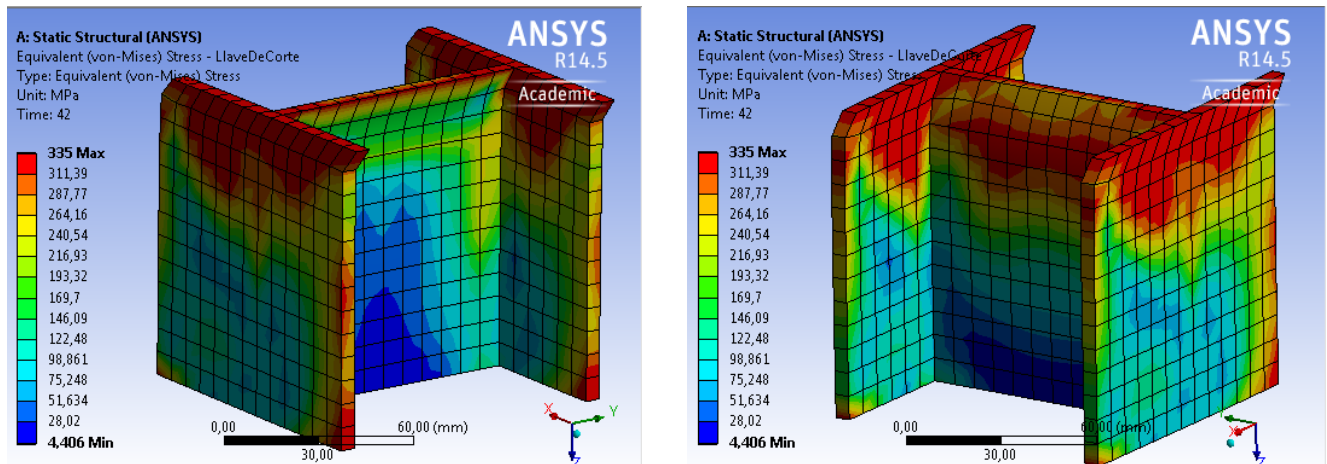 A: Static Structural (ANSYS)
Equivalent (von-Mises) Stress - LlaveDeCorte
Type: Equivalent (von-Mises) Stress
Unit: MPa
Time: 42
335 Max
311,39
287,77
264,16
240,54
216,93
193,32
169,7
146,09
122,48
98,861
75,248
51,634
28,02
4,406 Min
ANSYS
R14.5
Academic
0,00
60,00 (mm)
30,00
X
Y
Z
A: Static Structural (ANSYS)
Equivalent (von-Mises) Stress - LlaveDeCorte
Type: Equivalent (von-Mises) Stress
Unit: MPa
Time: 42
335 Max
311,39
287,77
264,16
240,54
216,93
193,32
169,7
146,09
122,48
98,861
75,248
51,634
28,02
4,406 Min
ANSYS
R14.5
Academic
0,00
60,00 (mm)
30,00
X
Z